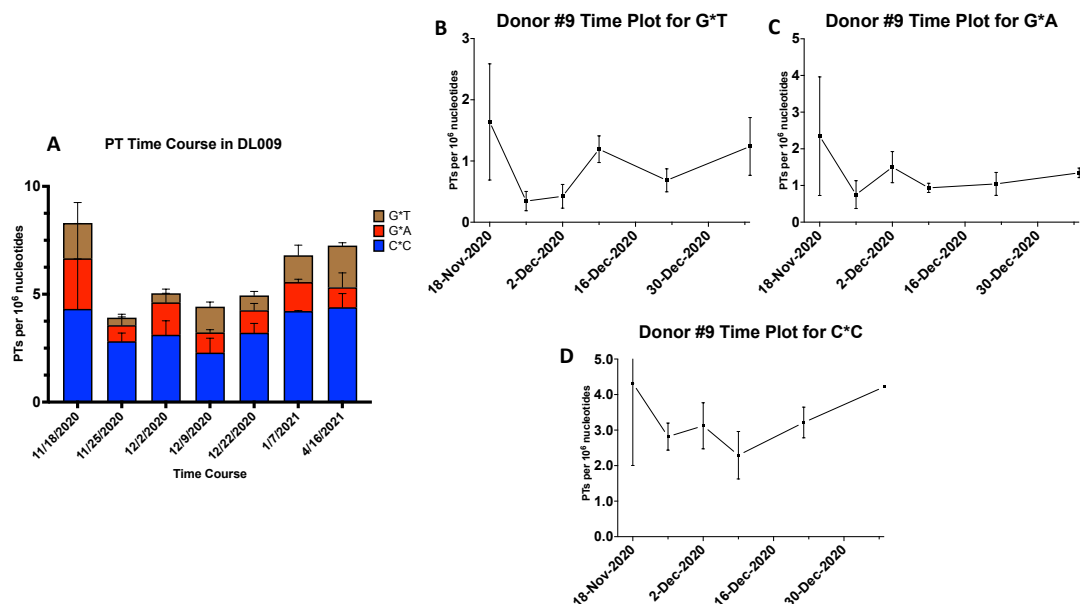 A
PT Time Course in DL009
PTs per 10⁶ nucleotides
10
5
0
11/18/2020
11/25/2020
12/2/2020
12/9/2020
12/22/2020
1/7/2021
4/16/2021
Time Course
G*T
G*A
C*C
B
Donor #9 Time Plot for G*T
PTs per 10⁶ nucleotides
3
2
1
0
18-Nov-2020
2-Dec-2020
16-Dec-2020
30-Dec-2020
C
Donor #9 Time Plot for G*A
PTs per 10⁶ nucleotides
5
4
3
2
1
0
18-Nov-2020
2-Dec-2020
16-Dec-2020
30-Dec-2020
D
Donor #9 Time Plot for C*C
PTs per 10⁶ nucleotides
5.0
4.0
3.0
2.0
1.0
0.0
18-Nov-2020
2-Dec-2020
16-Dec-2020
30-Dec-2020